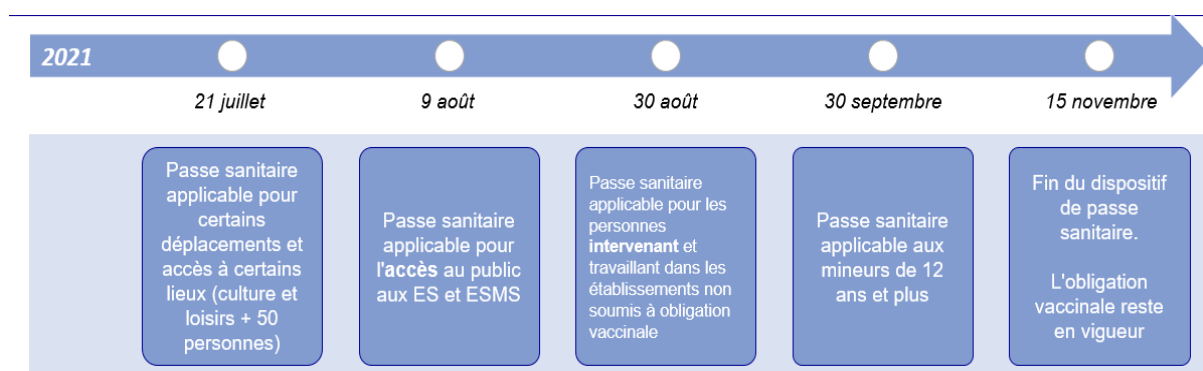 2021
21 juillet
9 août
30 août
30 septembre
15 novembre
Passe sanitaire
applicable pour
certains
déplacements et
accès à certains
lieux (culture et
loisirs + 50
personnes)
Passe sanitaire
applicable pour
l'accès au public
aux ES et ESMS
Passe sanitaire
applicable pour les
personnes
intervenant et
travaillant dans les
établissements non
soumis à obligation
vaccinale
Passe sanitaire
applicable aux
mineurs de 12
ans et plus
Fin du dispositif
de passe
sanitaire.
L'obligation
vaccinale reste
en vigueur